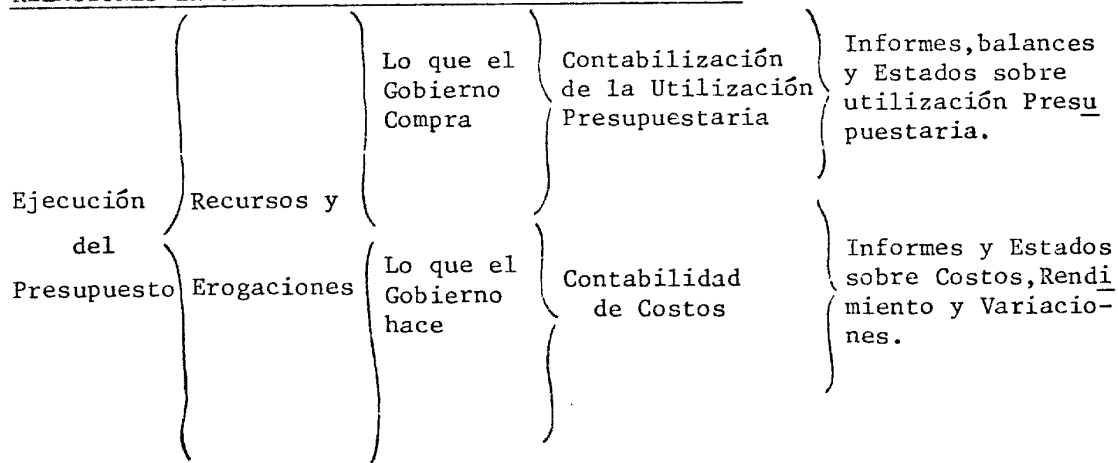 Lo que el
Gobierno
Compra
Contabilización
de la Utilización
Presupuestaria
Informes,balances
y Estados sobre
utilización Presu
puestaria.
Ejecución
del
Presupuesto
Recursos y
Erogaciones
Lo que el
Gobierno
hace
Contabilidad
de Costos
Informes y Estados
sobre Costos,Rendi
miento y Variacio-
nes.